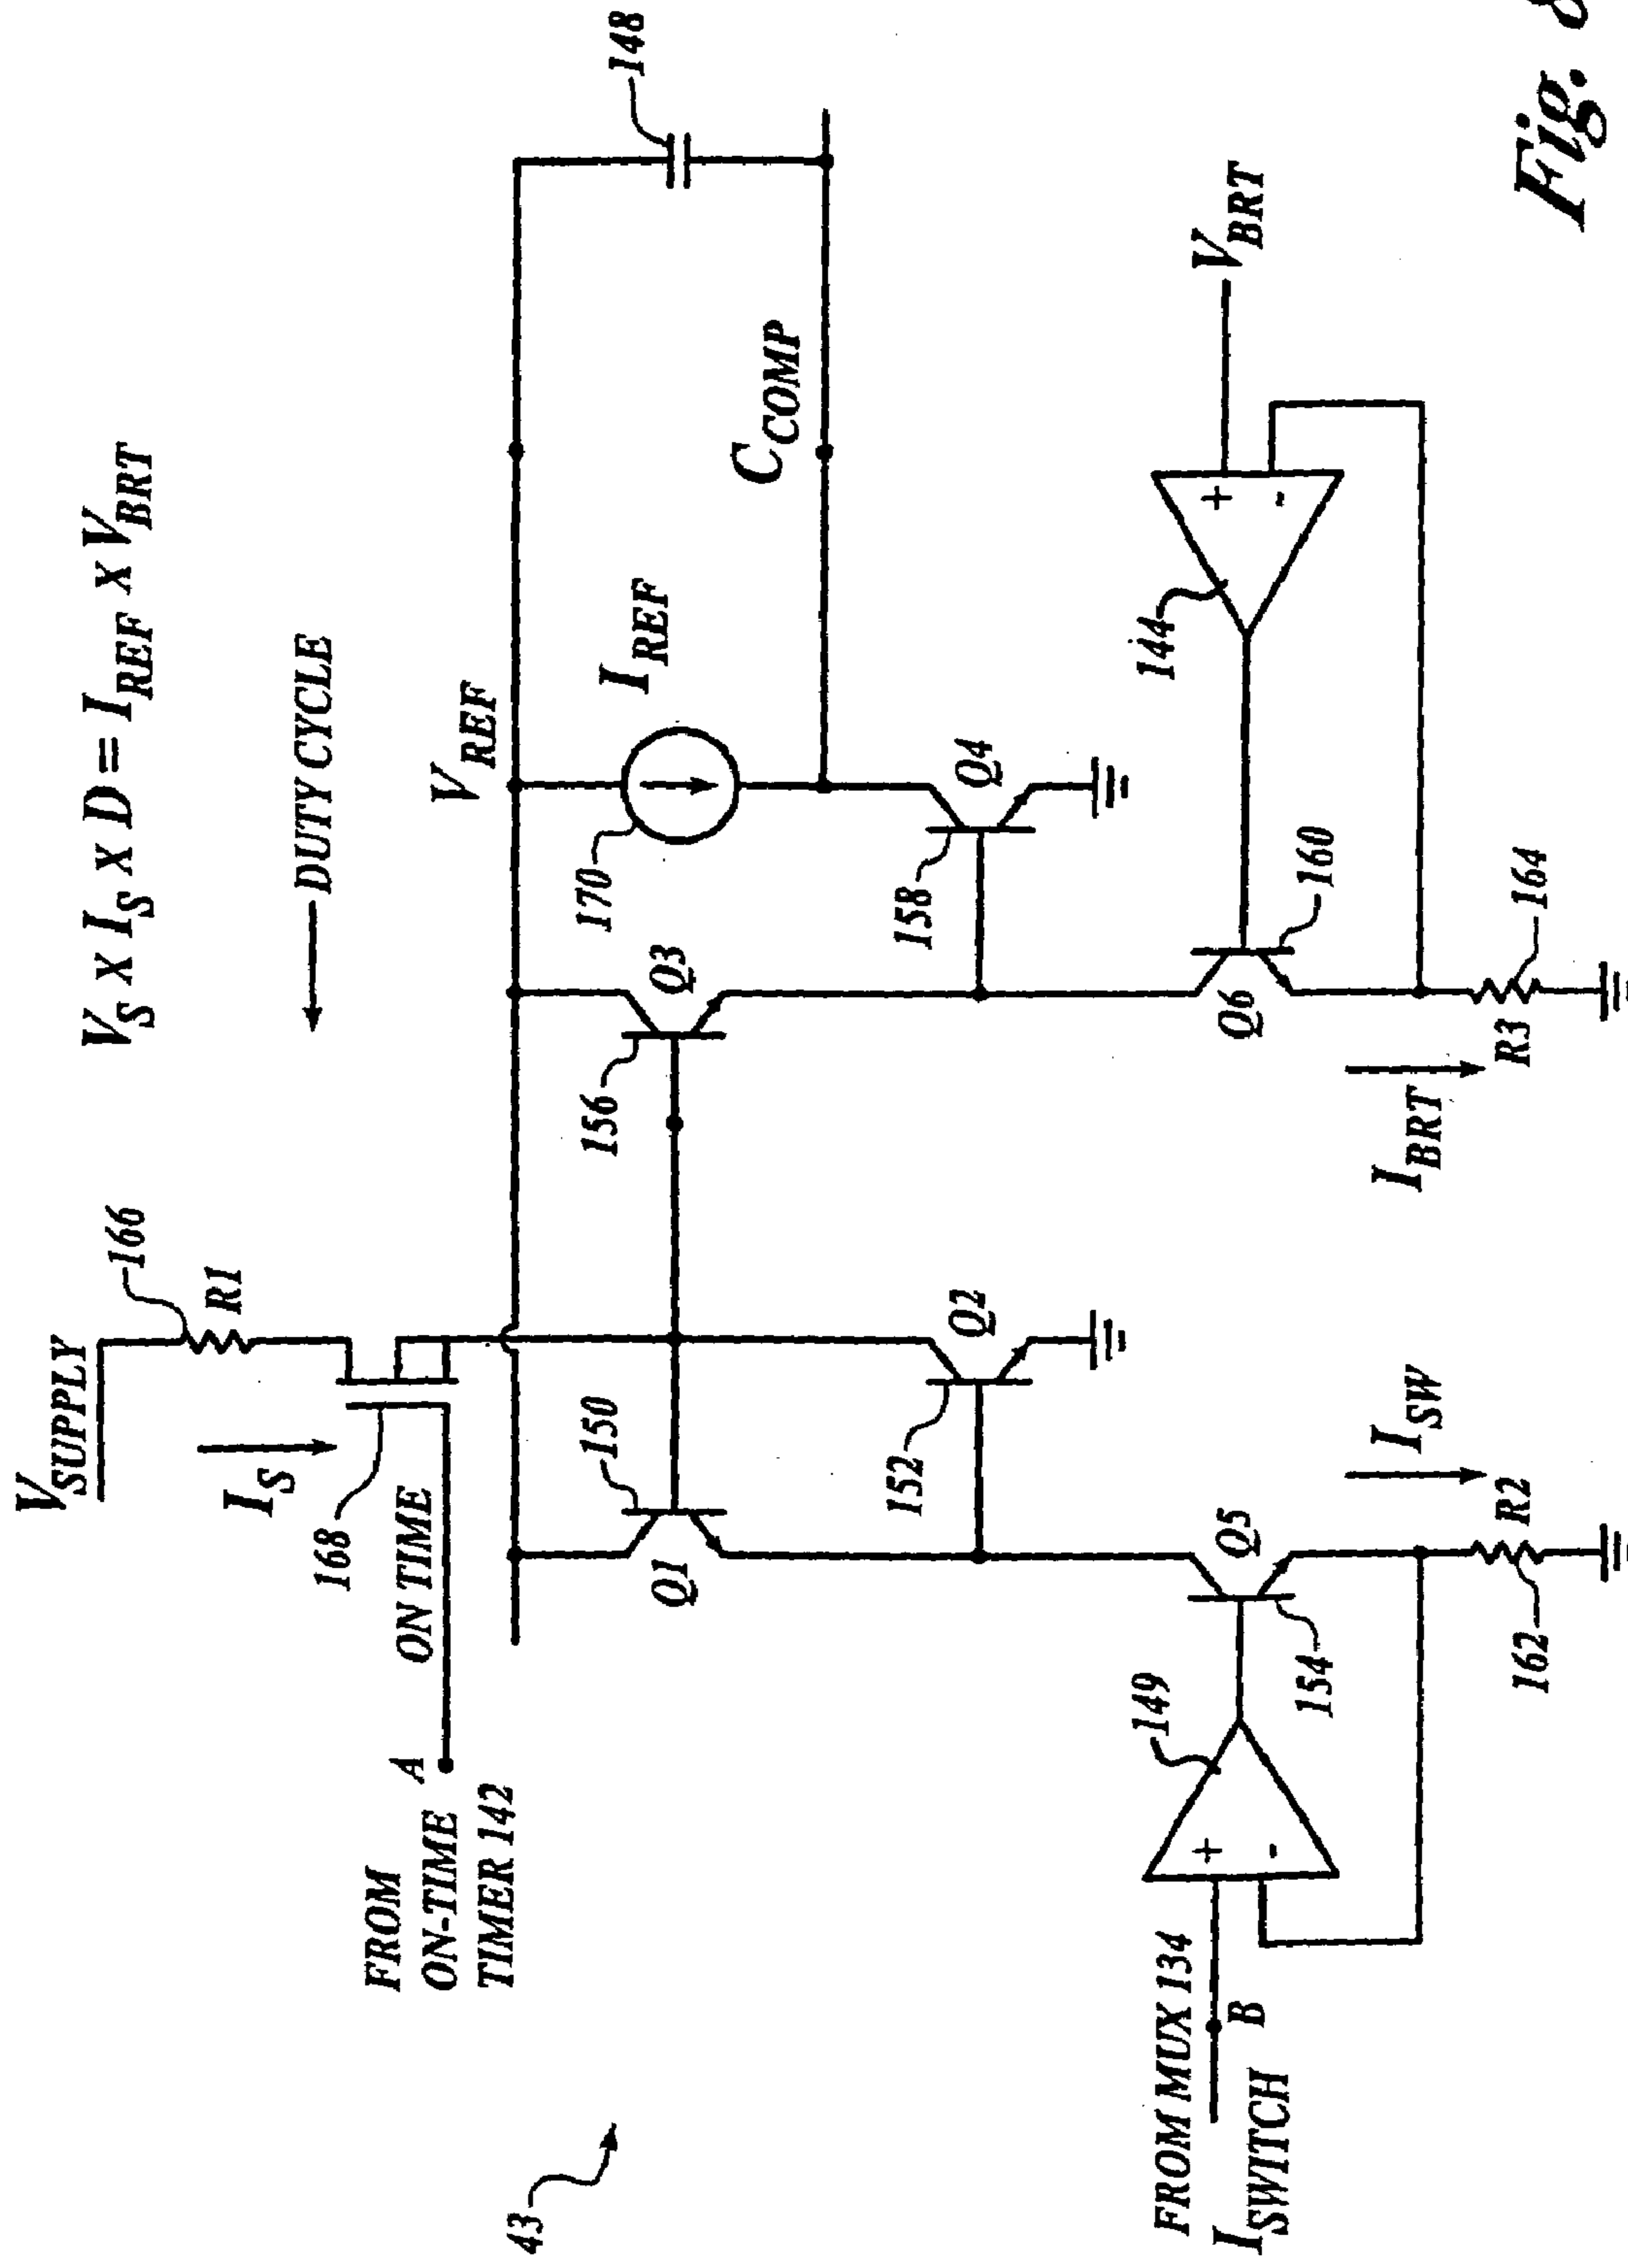 V_S X I_S X D = I_REF X V_BRT
← DUTY CYCLE
V_SUPPLY
166
R1
I_S
168
ON TIME
A
FROM
ON-TIME
TIMER 142
V_REF
150
Q1
156
Q3
170
I_REF
148
C_COMP
152
Q2
158
Q4
43
FROM MUX 134
B
I_SWITCH
+
-
149
Q5
154
I_SW
162
R2
Q6
160
144
+
-
V_BRT
I_BRT
R3
164
Fig. 8